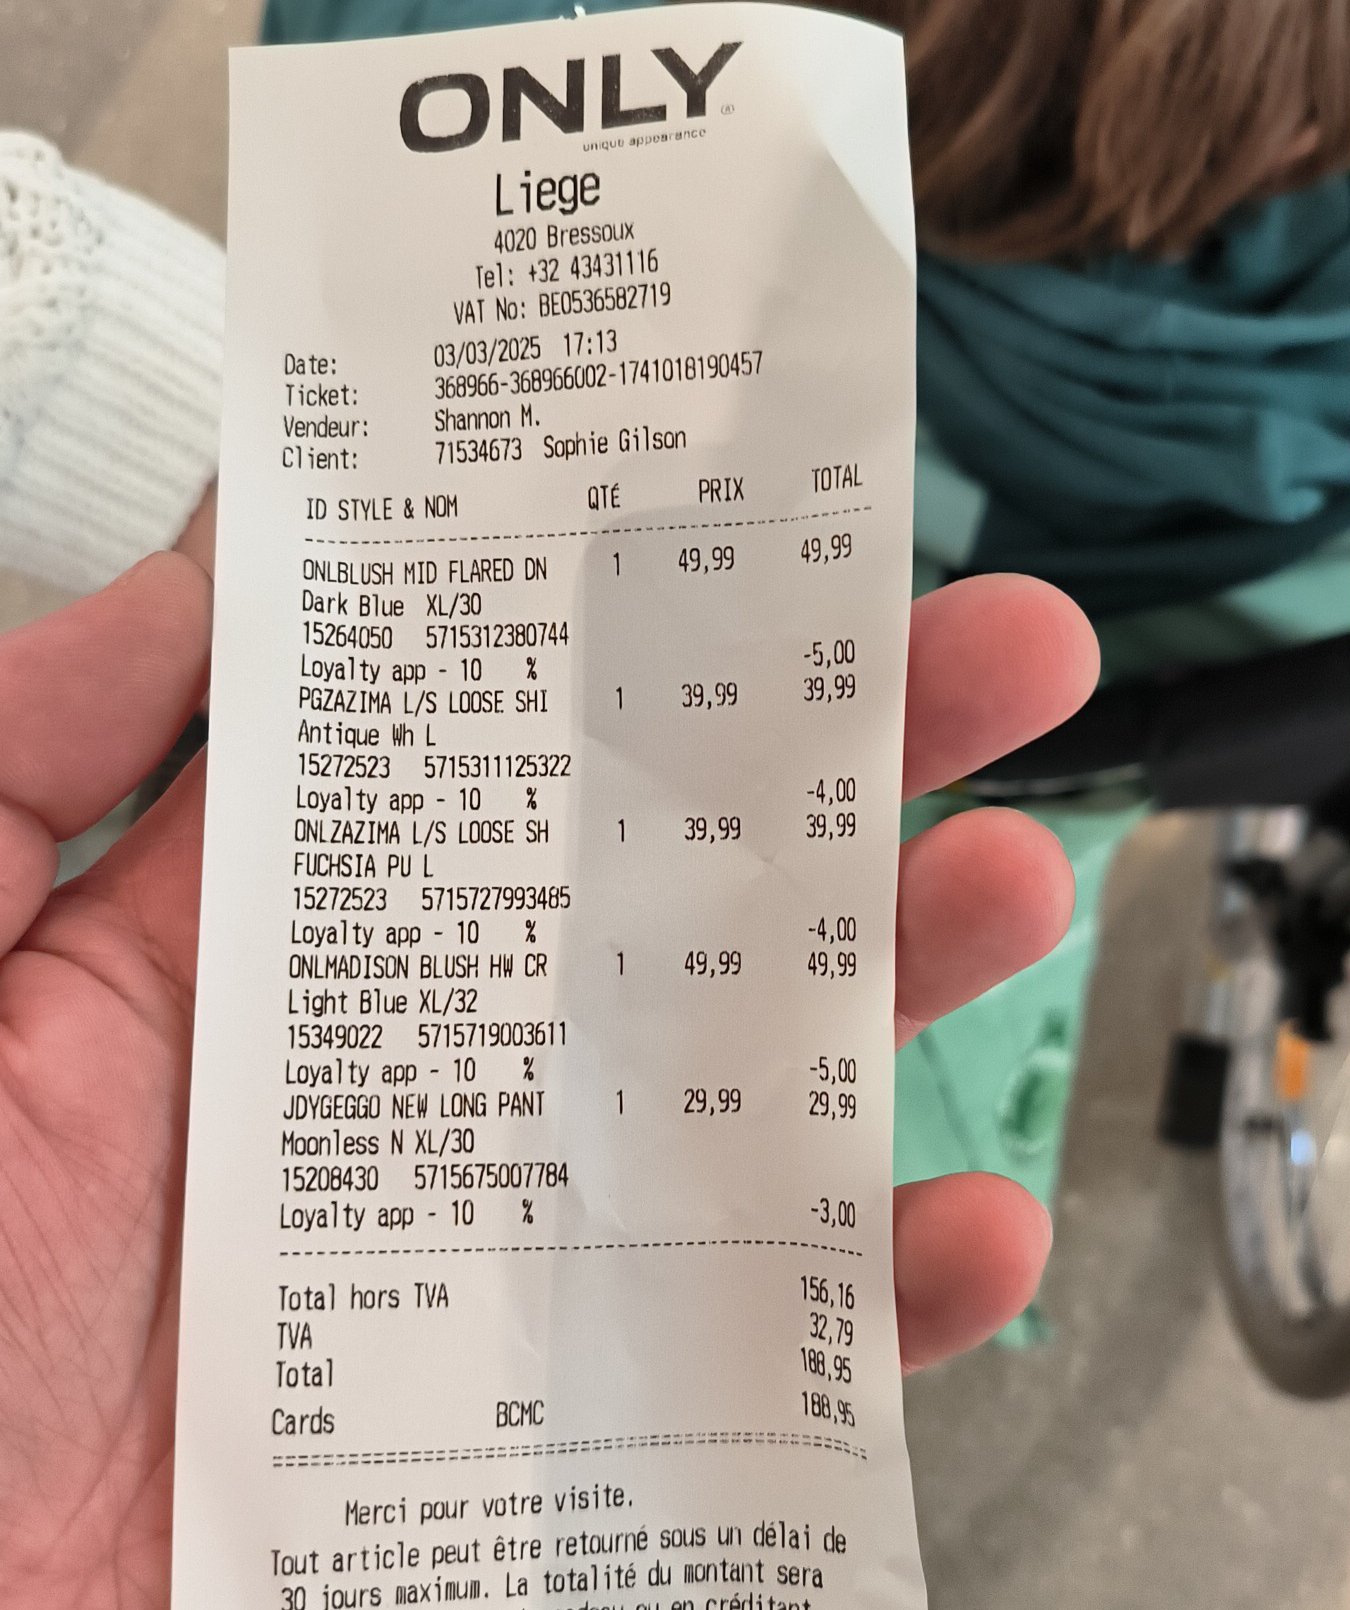 ONLY
unique appearance
Liege
4020 Bressoux
Tel: +32 43431116
VAT No: BE0536582719
Date: 03/03/2025 17:13
Ticket: 368966-368966002-1741018190457
Vendeur: Shannon M.
Client: 71534673 Sophie Gilson
ID STYLE & NOM QTÉ PRIX TOTAL
ONLBLUSH MID FLARED DN 1 49,99 49,99
Dark Blue XL/30
15264050 5715312380744
Loyalty app - 10 % -5,00
PGZAZIMA L/S LOOSE SHI 1 39,99 39,99
Antique Wh L
15272523 5715311125322
Loyalty app - 10 % -4,00
ONLZAZIMA L/S LOOSE SH 1 39,99 39,99
FUCHSIA PU L
15272523 5715727993485
Loyalty app - 10 % -4,00
ONLMADISON BLUSH HW CR 1 49,99 49,99
Light Blue XL/32
15349022 5715719003611
Loyalty app - 10 % -5,00
JDYGEGGO NEW LONG PANT 1 29,99 29,99
Moonless N XL/30
15208430 5715675007784
Loyalty app - 10 % -3,00
Total hors TVA 156,16
TVA 32,79
Total 188,95
Cards BCMC 188,95
Merci pour votre visite.
Tout article peut être retourné sous un délai de
30 jours maximum. La totalité du montant sera
ou en créditant